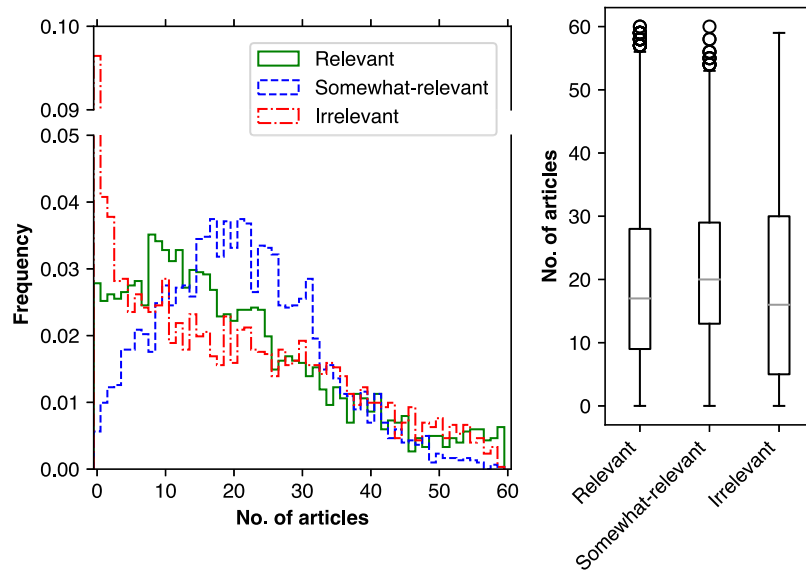 0.10
0.09
0.05
0.04
0.03
0.02
0.01
0.00
Frequency
0
10
20
30
40
50
60
No. of articles
Relevant
Somewhat-relevant
Irrelevant
60
50
40
30
20
10
0
No. of articles
Relevant
Somewhat-relevant
Irrelevant